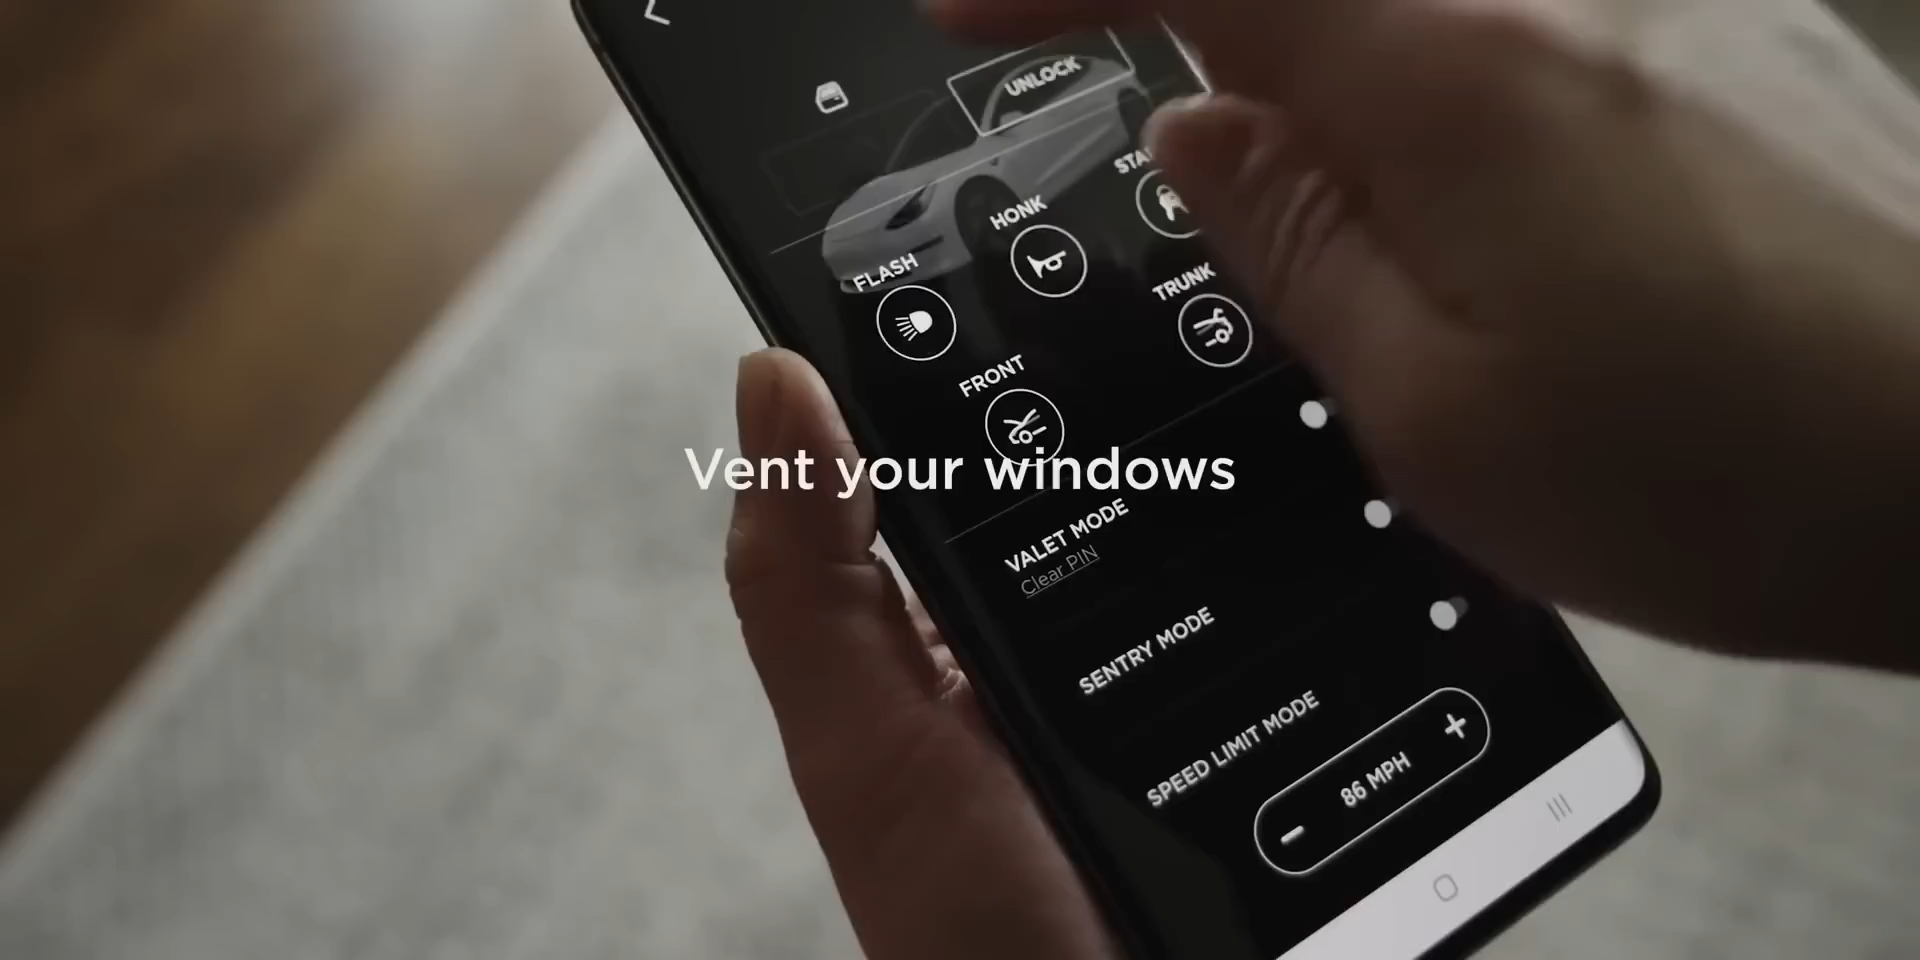 UNLOCK
FLASH
HONK
STA
FRONT
TRUNK
Vent your windows
VALET MODE
Clear PIN
SENTRY MODE
SPEED LIMIT MODE
− 86 MPH +